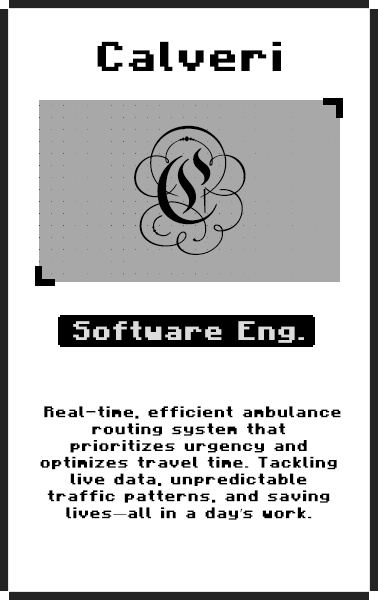 Calveri
C
Software Eng.
Real-time, efficient ambulance
routing system that
prioritizes urgency and
optimizes travel time. Tackling
live data, unpredictable
traffic patterns, and saving
lives—all in a day's work.